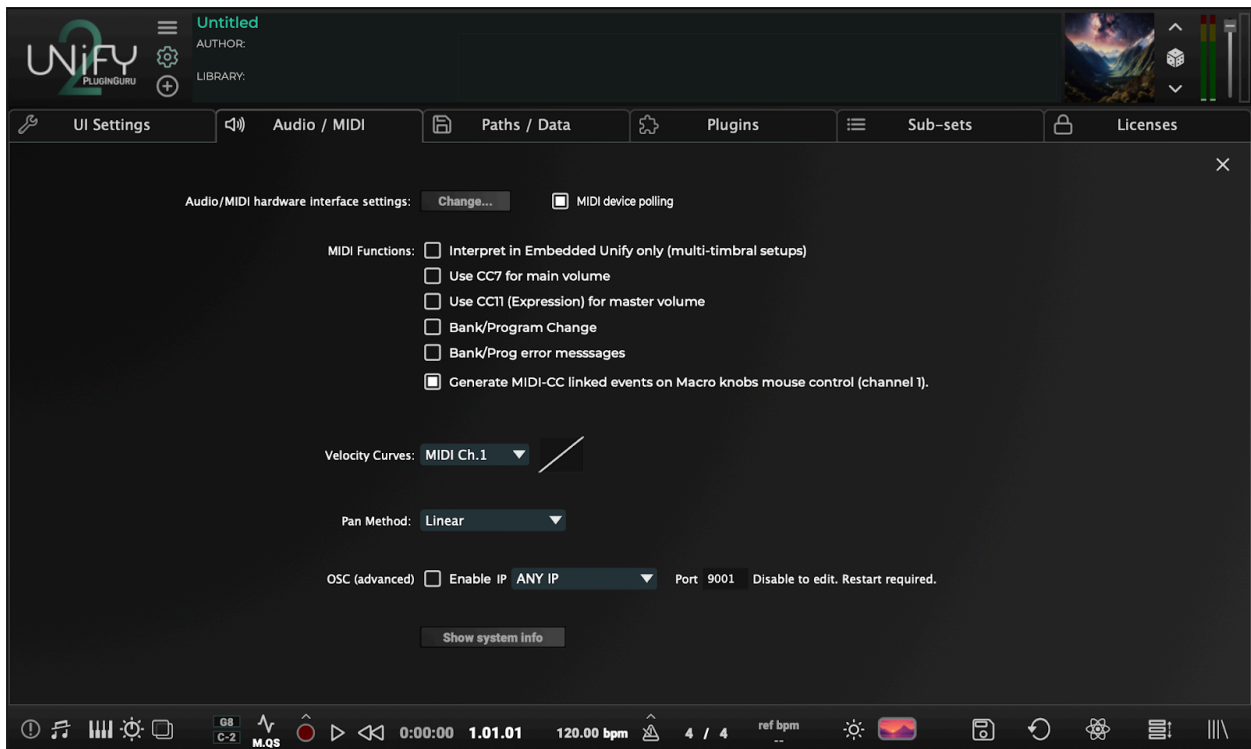 Untitled
AUTHOR:
LIBRARY:
UNiFY
2
PLUGINGURU
UI Settings
Audio / MIDI
Paths / Data
Plugins
Sub-sets
Licenses
Audio/MIDI hardware interface settings: Change... MIDI device polling
MIDI Functions: Interpret in Embedded Unify only (multi-timbral setups)
Use CC7 for main volume
Use CC11 (Expression) for master volume
Bank/Program Change
Bank/Prog error messsages
Generate MIDI-CC linked events on Macro knobs mouse control (channel 1).
Velocity Curves: MIDI Ch.1
Pan Method: Linear
OSC (advanced) Enable IP ANY IP Port 9001 Disable to edit. Restart required.
Show system info
G8
C-2
M.QS
0:00:00 1.01.01 120.00 bpm 4 / 4
ref bpm
--